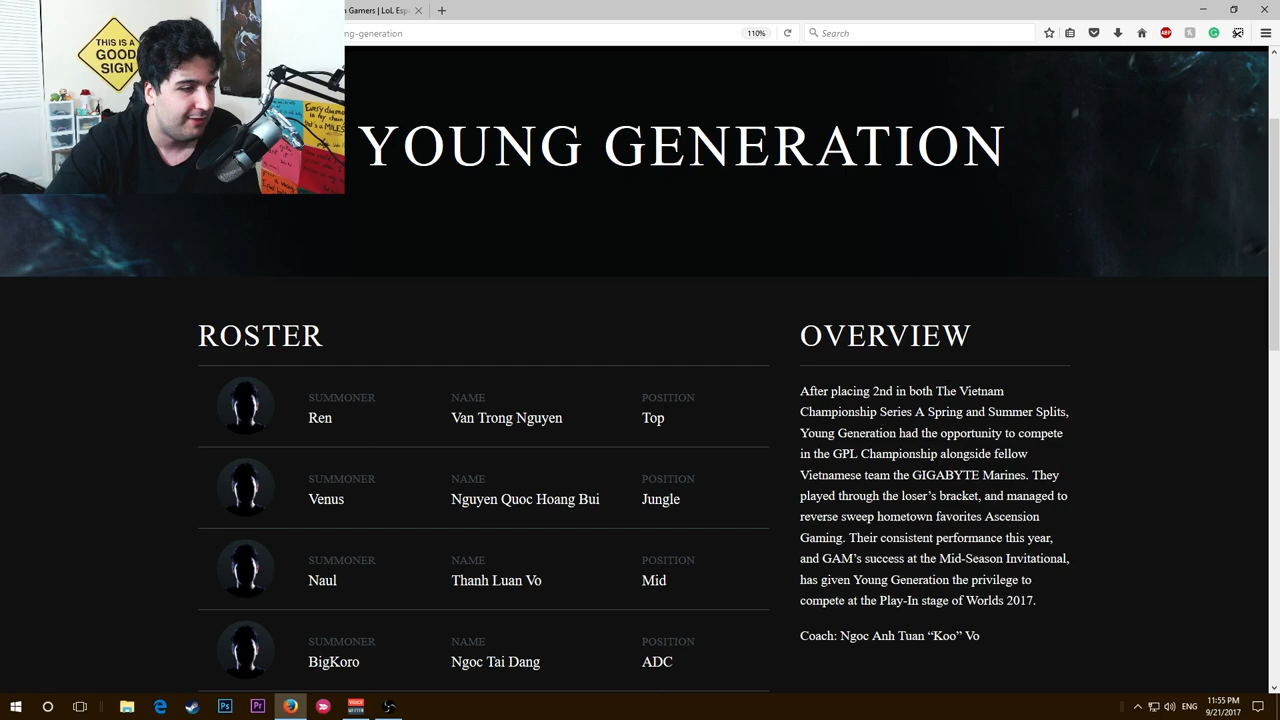 n Gamers | LoL Esp
ng-generation
110%
Search
THIS IS A
GOOD
SIGN
Every
in my chain
that's a MILES
YOUNG GENERATION
ROSTER
SUMMONER NAME POSITION
Ren Van Trong Nguyen Top
SUMMONER NAME POSITION
Venus Nguyen Quoc Hoang Bui Jungle
SUMMONER NAME POSITION
Naul Thanh Luan Vo Mid
SUMMONER NAME POSITION
BigKoro Ngoc Tai Dang ADC
OVERVIEW
After placing 2nd in both The Vietnam
Championship Series A Spring and Summer Splits,
Young Generation had the opportunity to compete
in the GPL Championship alongside fellow
Vietnamese team the GIGABYTE Marines. They
played through the loser’s bracket, and managed to
reverse sweep hometown favorites Ascension
Gaming. Their consistent performance this year,
and GAM’s success at the Mid-Season Invitational,
has given Young Generation the privilege to
compete at the Play-In stage of Worlds 2017.
Coach: Ngoc Anh Tuan “Koo” Vo
ENG
11:55 PM
9/21/2017